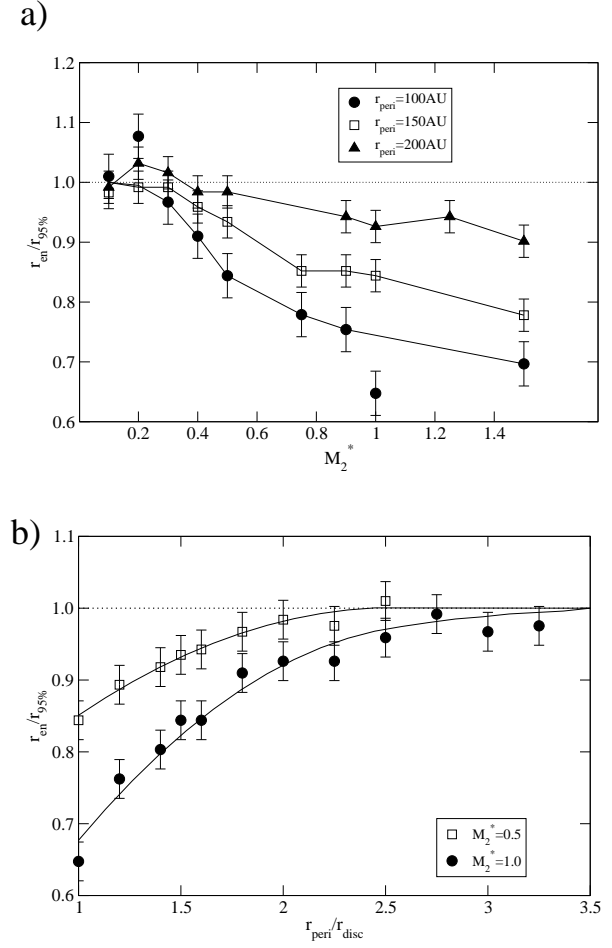 a)
1.2
1.1
1.0
0.9
0.8
0.7
0.6
r_en/r_95%
r_peri=100AU
r_peri=150AU
r_peri=200AU
0.2 0.4 0.6 0.8 1 1.2 1.4
M_2^*
b)
1.1
1.0
0.9
0.8
0.7
0.6
r_en/r_95%
M_2^*=0.5
M_2^*=1.0
1 1.5 2 2.5 3 3.5
r_peri/r_disc